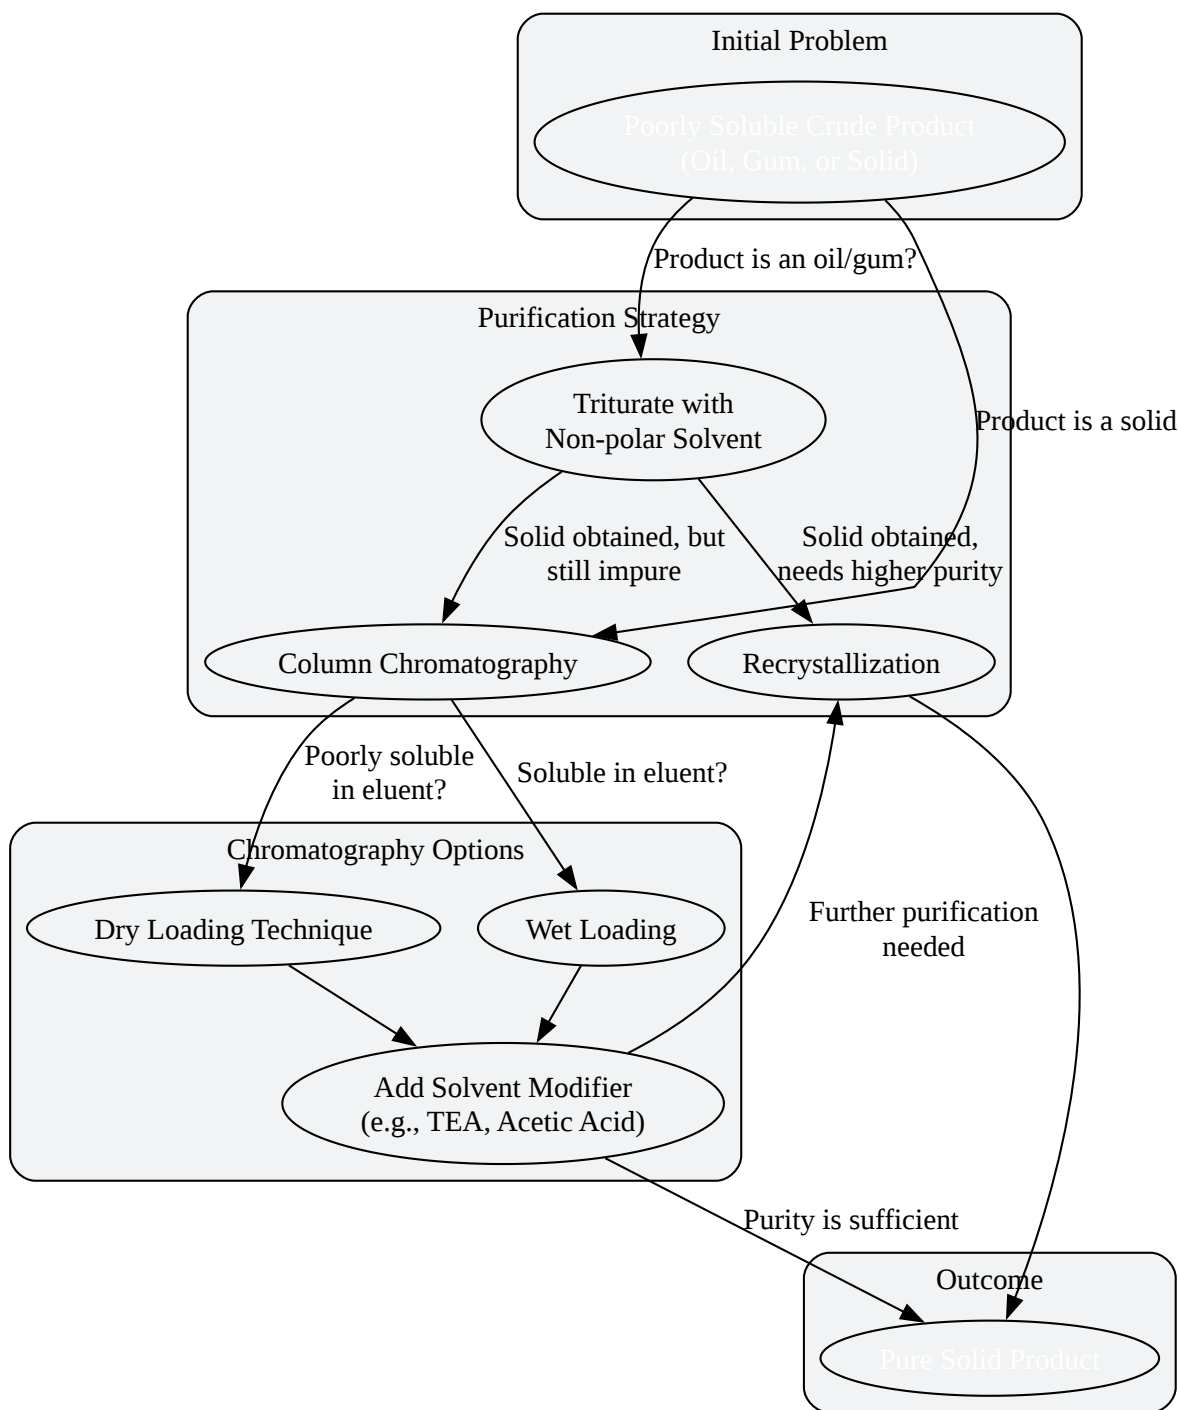 Initial Problem
Poorly Soluble Crude Product
(Oil, Gum, or Solid)
Product is an oil/gum?
Purification Strategy
Triturate with
Non-polar Solvent
Product is a solid
Solid obtained, but
still impure
Solid obtained,
needs higher purity
Column Chromatography
Recrystallization
Poorly soluble
in eluent?
Soluble in eluent?
Chromatography Options
Dry Loading Technique
Wet Loading
Further purification
needed
Add Solvent Modifier
(e.g., TEA, Acetic Acid)
Purity is sufficient
Outcome
Pure Solid Product